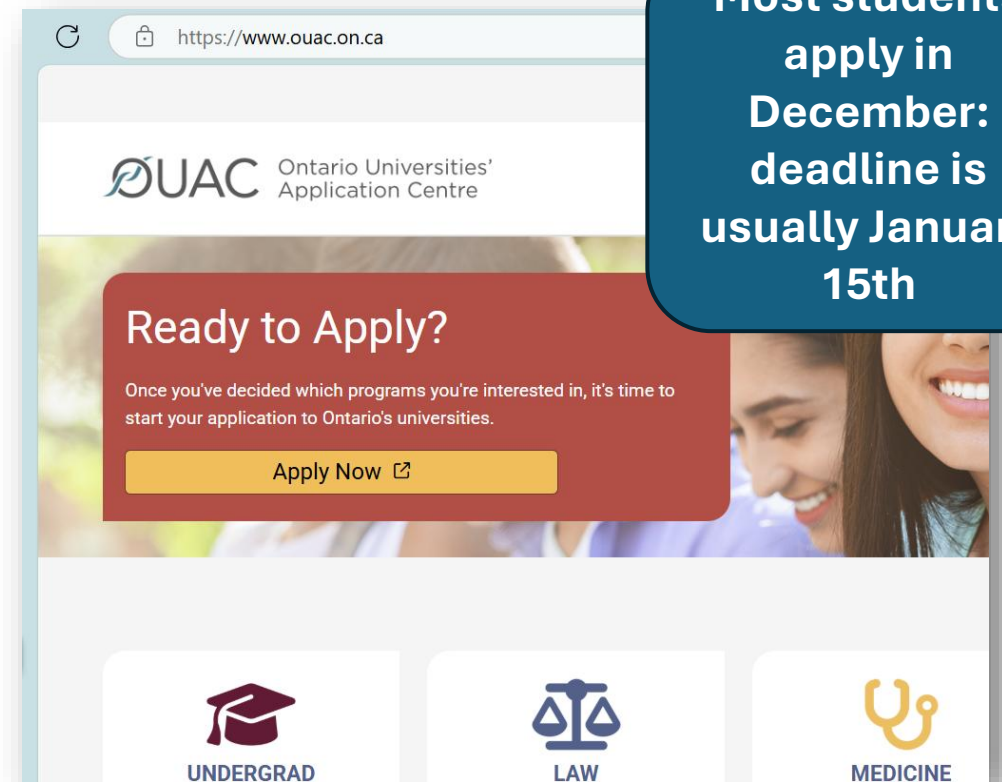 https://www.ouac.on.ca
Most student
apply in
December:
deadline is
usually Januar
15th
OUAC Ontario Universities'
Application Centre
Ready to Apply?
Once you've decided which programs you're interested in, it's time to
start your application to Ontario's universities.
Apply Now
UNDERGRAD
LAW
MEDICINE